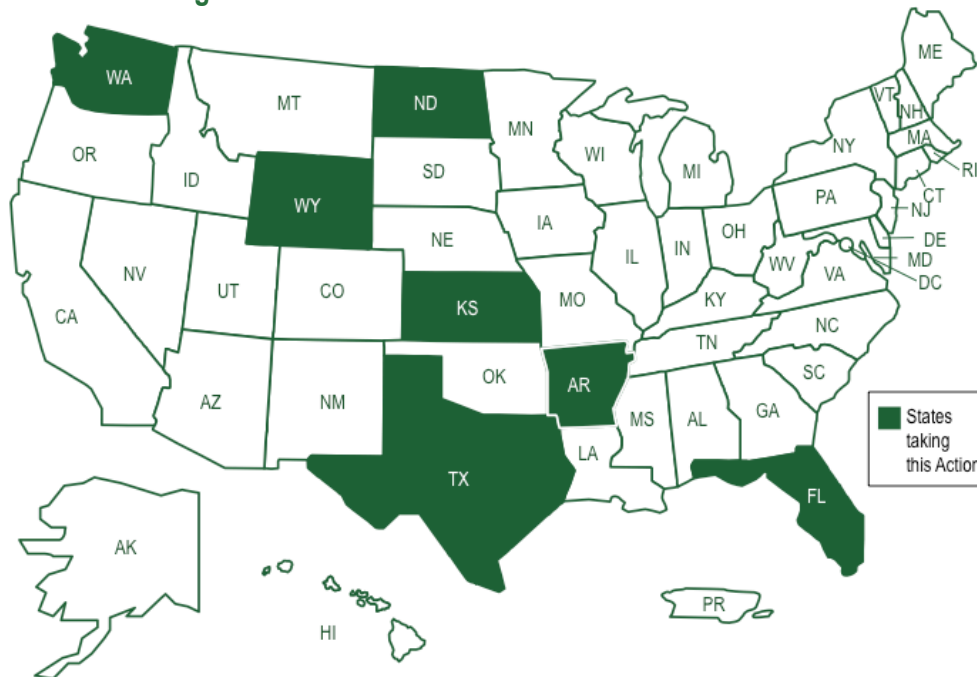 WA
MT
ND
MN
ME
VT
NH
OR
ID
SD
WI
MI
NY
MA
RI
WY
CT
PA
NJ
NE
IA
OH
DE
NV
UT
CO
IL
IN
WV
VA
MD
DC
CA
KS
MO
KY
NC
TN
AZ
NM
OK
AR
SC
MS
AL
GA
LA
States
taking
this Action
TX
FL
AK
HI
PR